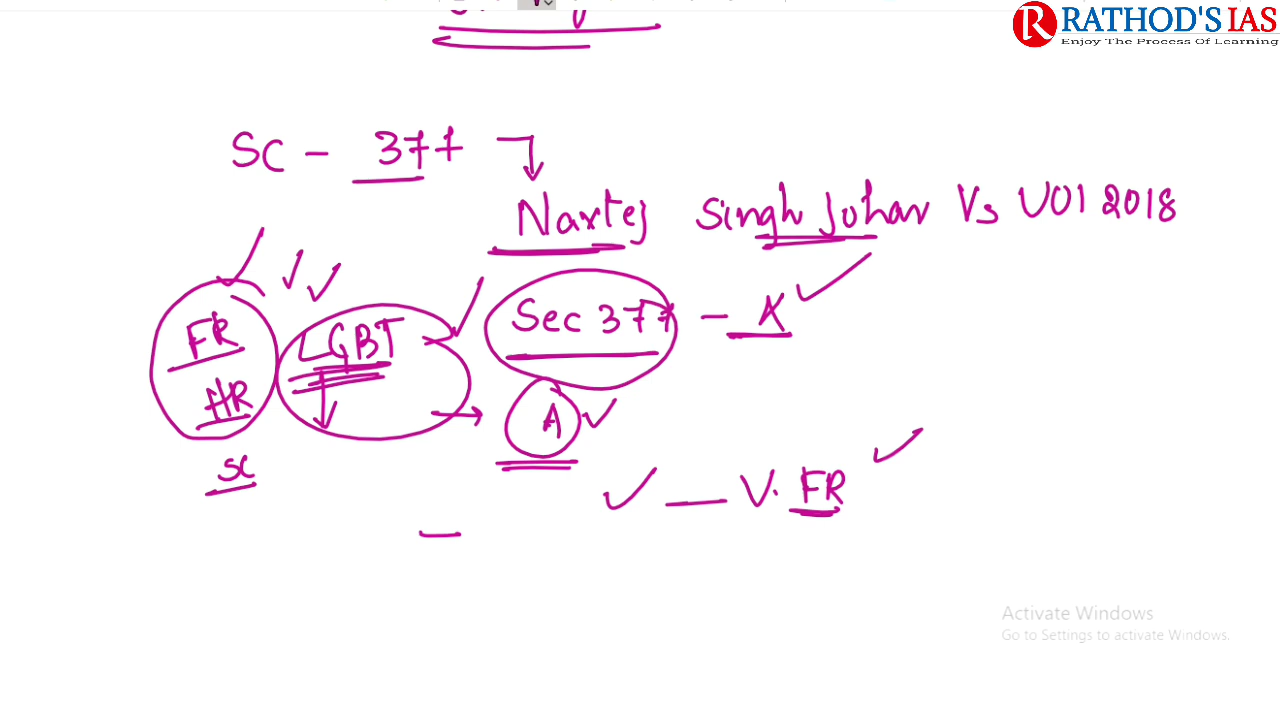 RATHOD'S IAS
Enjoy The Process Of Learning
SC - 377
Navtej Singh Johar Vs UOI 2018
FR
HR
SC
LGBT
Sec 377 - X
A
V. FR
Activate Windows
Go to Settings to activate Windows.